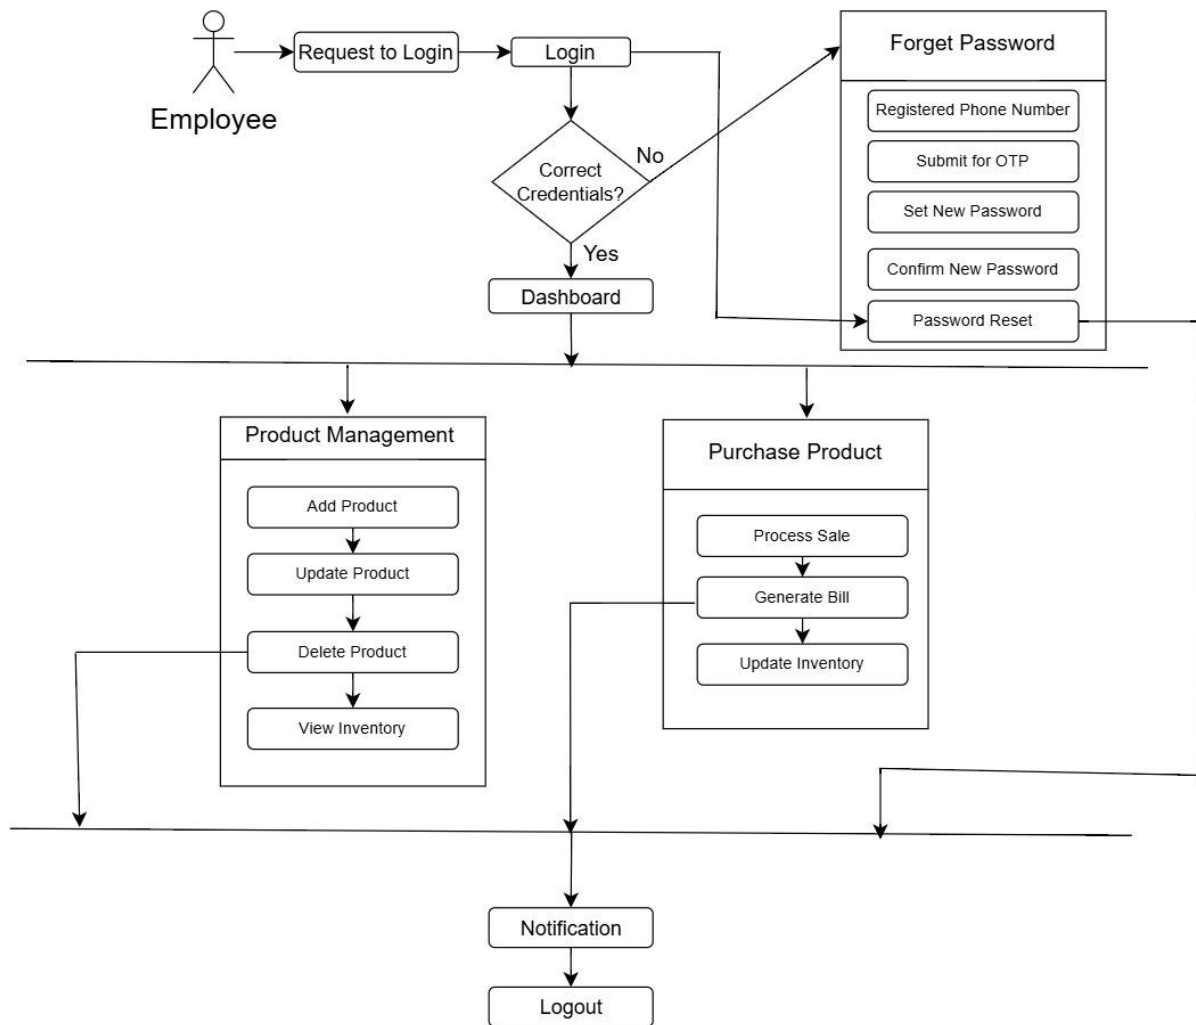 Employee
Request to Login
Login
Correct
Credentials?
No
Yes
Dashboard
Forget Password
Registered Phone Number
Submit for OTP
Set New Password
Confirm New Password
Password Reset
Product Management
Add Product
Update Product
Delete Product
View Inventory
Purchase Product
Process Sale
Generate Bill
Update Inventory
Notification
Logout